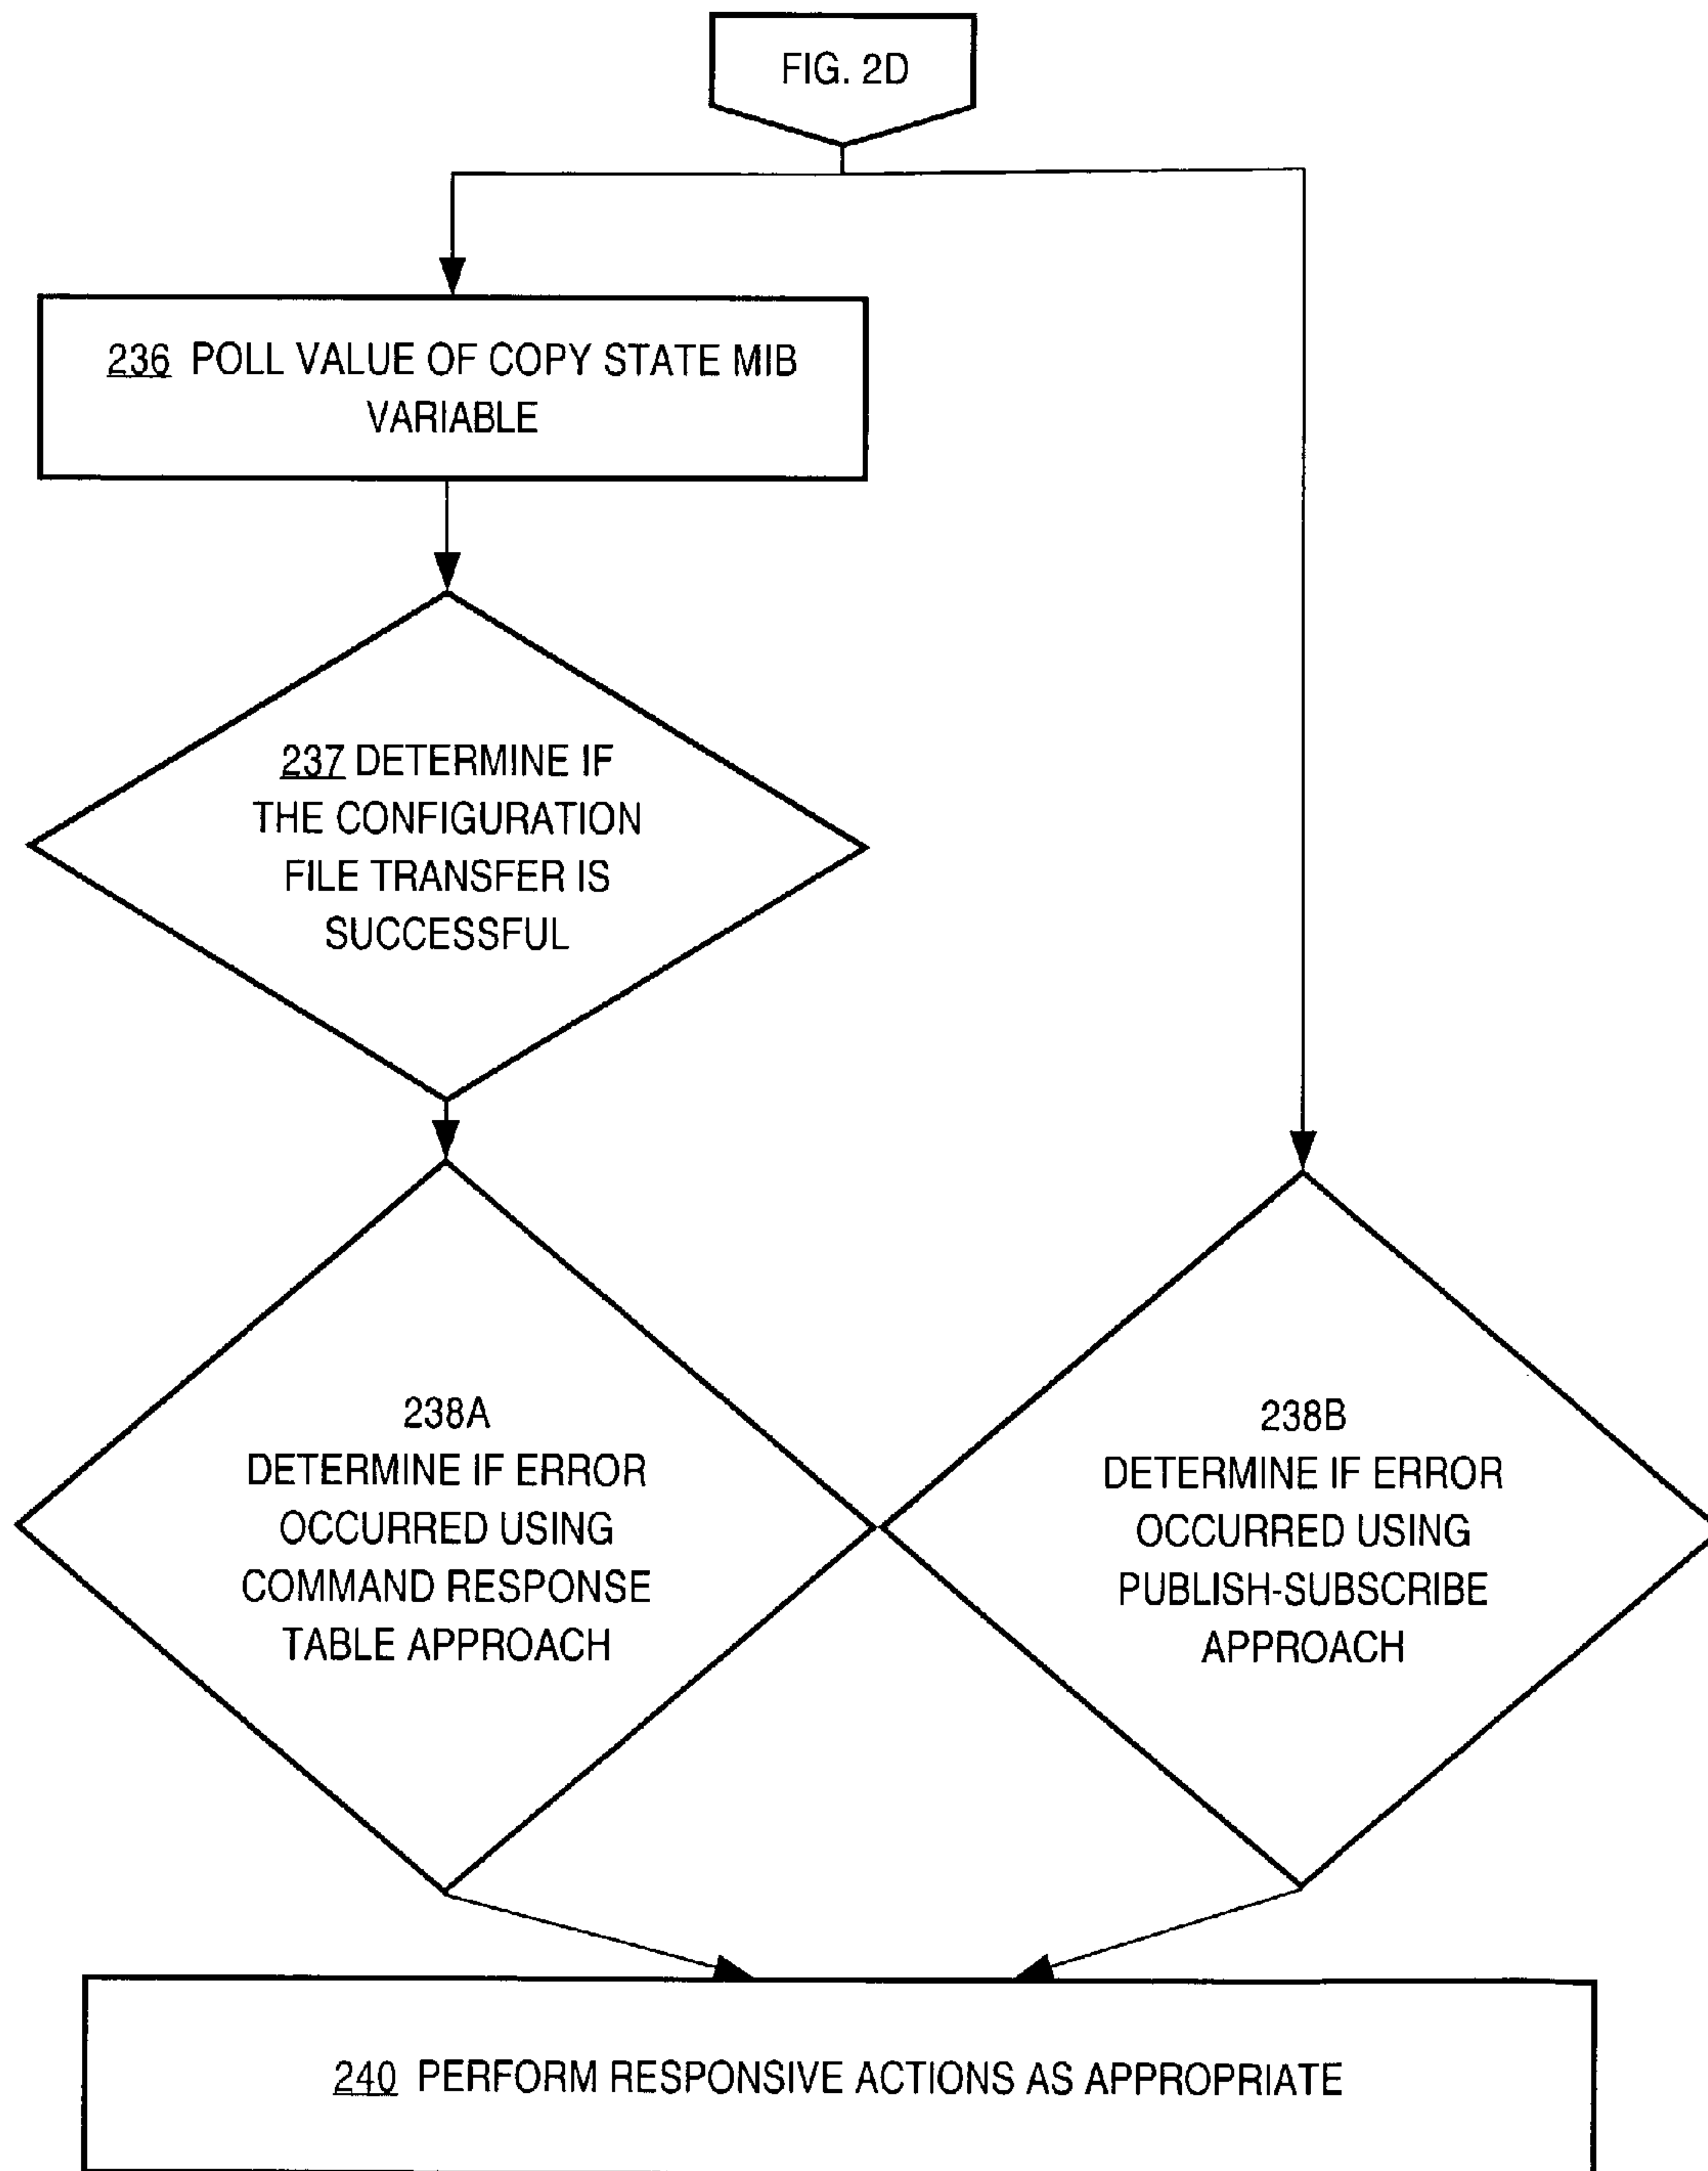 FIG. 2D
236 POLL VALUE OF COPY STATE MIB
VARIABLE
237 DETERMINE IF
THE CONFIGURATION
FILE TRANSFER IS
SUCCESSFUL
238A
DETERMINE IF ERROR
OCCURRED USING
COMMAND RESPONSE
TABLE APPROACH
238B
DETERMINE IF ERROR
OCCURRED USING
PUBLISH-SUBSCRIBE
APPROACH
240 PERFORM RESPONSIVE ACTIONS AS APPROPRIATE